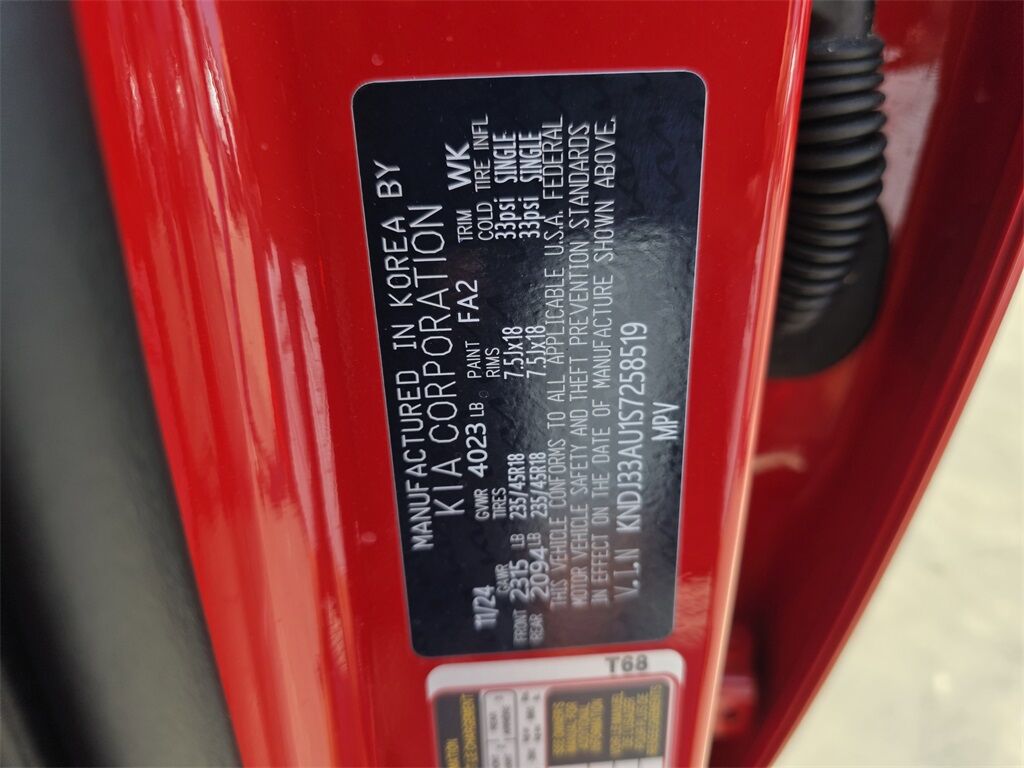 MANUFACTURED IN KOREA BY
KIA CORPORATION
11/24 GVWR 4023 LB PAINT FA2 TRIM WK
GAWR TIRES RIMS COLD TIRE INFL
FRONT 2315 LB 235/45R18 7.5Jx18 33psi SINGLE
REAR 2094 LB 235/45R18 7.5Jx18 33psi SINGLE
THIS VEHICLE CONFORMS TO ALL APPLICABLE U.S.A. FEDERAL
MOTOR VEHICLE SAFETY AND THEFT PREVENTION STANDARDS
IN EFFECT ON THE DATE OF MANUFACTURE SHOWN ABOVE.
V.I.N KNDJ33AU1S7258519
MPV
T68